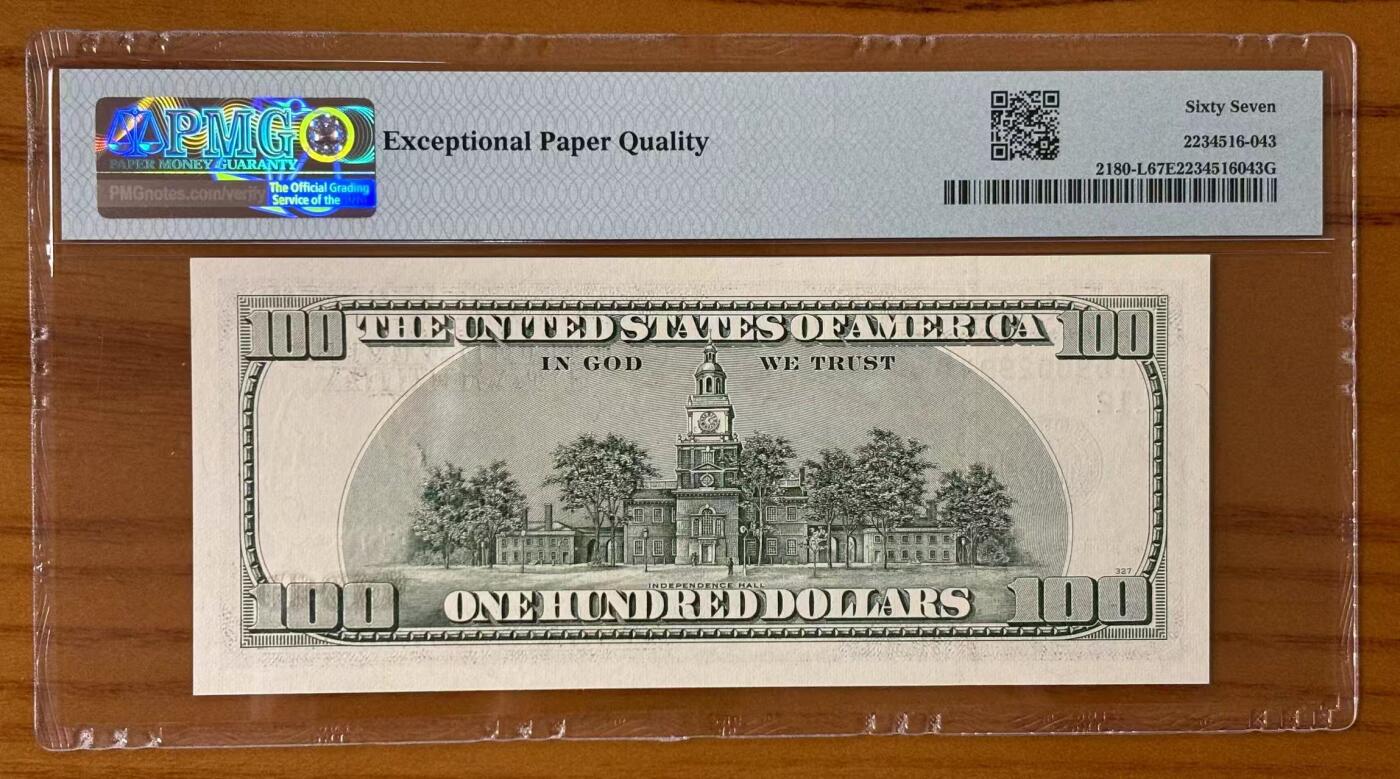 PMG
PAPER MONEY GUARANTY
PMGnotes.com/verify
The Official Grading
Service of the
Exceptional Paper Quality
Sixty Seven
2234516-043
2180-L67E2234516043G
100 THE UNITED STATES OF AMERICA 100
IN GOD WE TRUST
327
INDEPENDENCE HALL
100 ONE HUNDRED DOLLARS 100